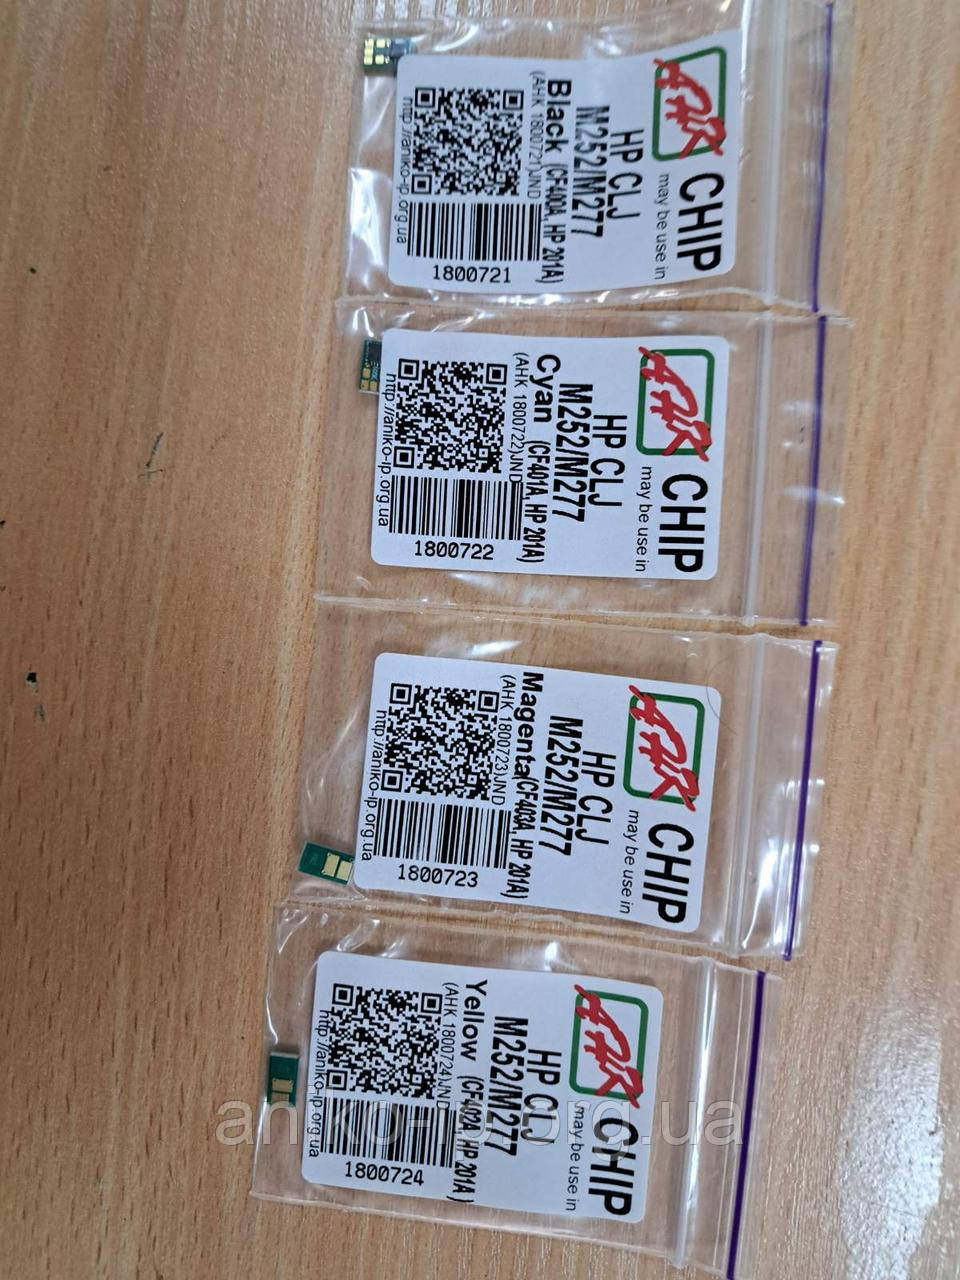 AHK
CHIP
may be use in
HP CLJ
M252/M277
Black (CF400A, HP 201A)
(AHK 1800721)JND
1800721
http://aniko-ip.org.ua
AHK
CHIP
may be use in
HP CLJ
M252/M277
Cyan (CF401A, HP 201A)
(AHK 1800722)JND
1800722
http://aniko-ip.org.ua
AHK
CHIP
may be use in
HP CLJ
M252/M277
Magenta(CF403A, HP 201A)
(AHK 1800723)JND
1800723
http://aniko-ip.org.ua
AHK
CHIP
may be use in
HP CLJ
M252/M277
Yellow (CF402A, HP 201A )
(AHK 1800724)JND
1800724
http://aniko-ip.org.ua
aniko-ip.org.ua